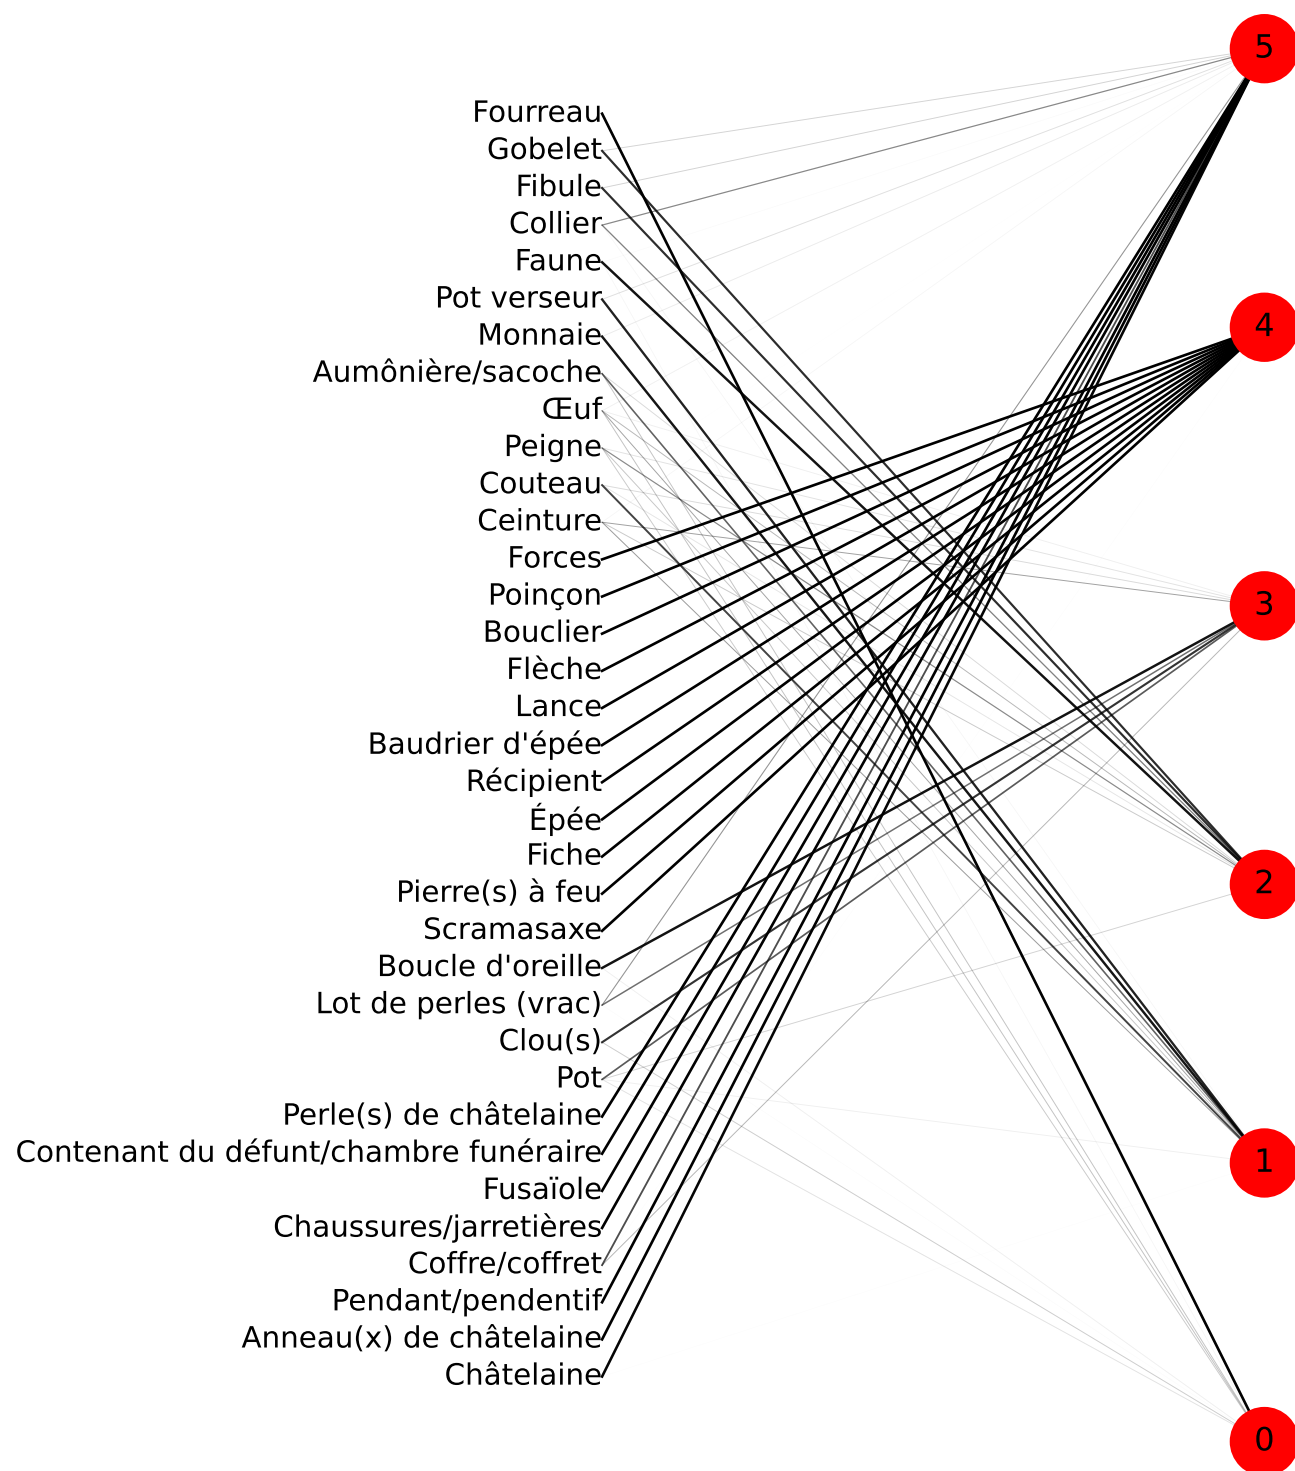 5
Fourreau
Gobelet
Fibule
Collier
Faune
Pot verseur
Monnaie
4
Aumônière/sacoche
Œuf
Peigne
Couteau
Ceinture
Forces
Poinçon
3
Bouclier
Flèche
Lance
Baudrier d'épée
Récipient
Épée
Fiche
2
Pierre(s) à feu
Scramasaxe
Boucle d'oreille
Lot de perles (vrac)
Clou(s)
Pot
Perle(s) de châtelaine
Contenant du défunt/chambre funéraire
1
Fusaïole
Chaussures/jarretières
Coffre/coffret
Pendant/pendentif
Anneau(x) de châtelaine
Châtelaine
0